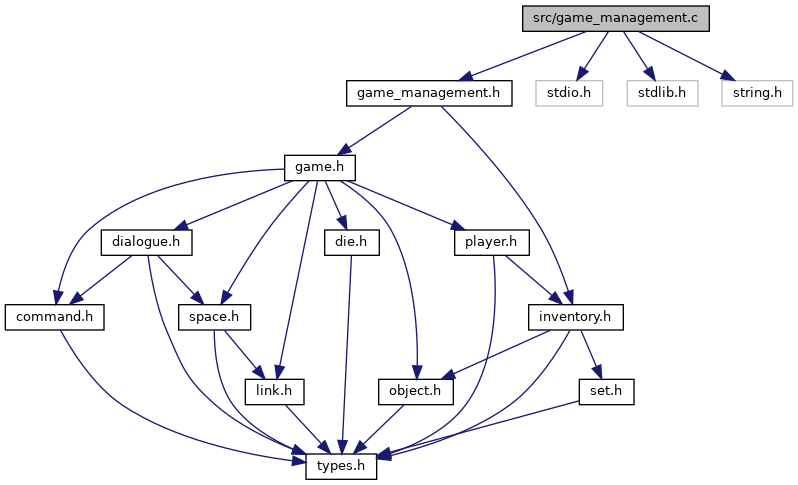 src/game_management.c
game_management.h
stdio.h
stdlib.h
string.h
game.h
dialogue.h
die.h
player.h
command.h
space.h
inventory.h
link.h
object.h
set.h
types.h